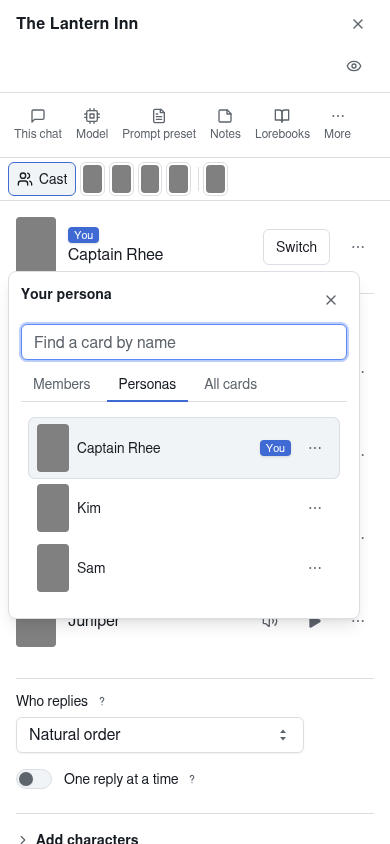 The Lantern Inn
This chat
Model
Prompt preset
Notes
Lorebooks
More
Cast
You
Captain Rhee
Switch
Your persona
Find a card by name
Members
Personas
All cards
Captain Rhee
You
Kim
Sam
Juniper
Who replies ?
Natural order
One reply at a time ?
Add characters